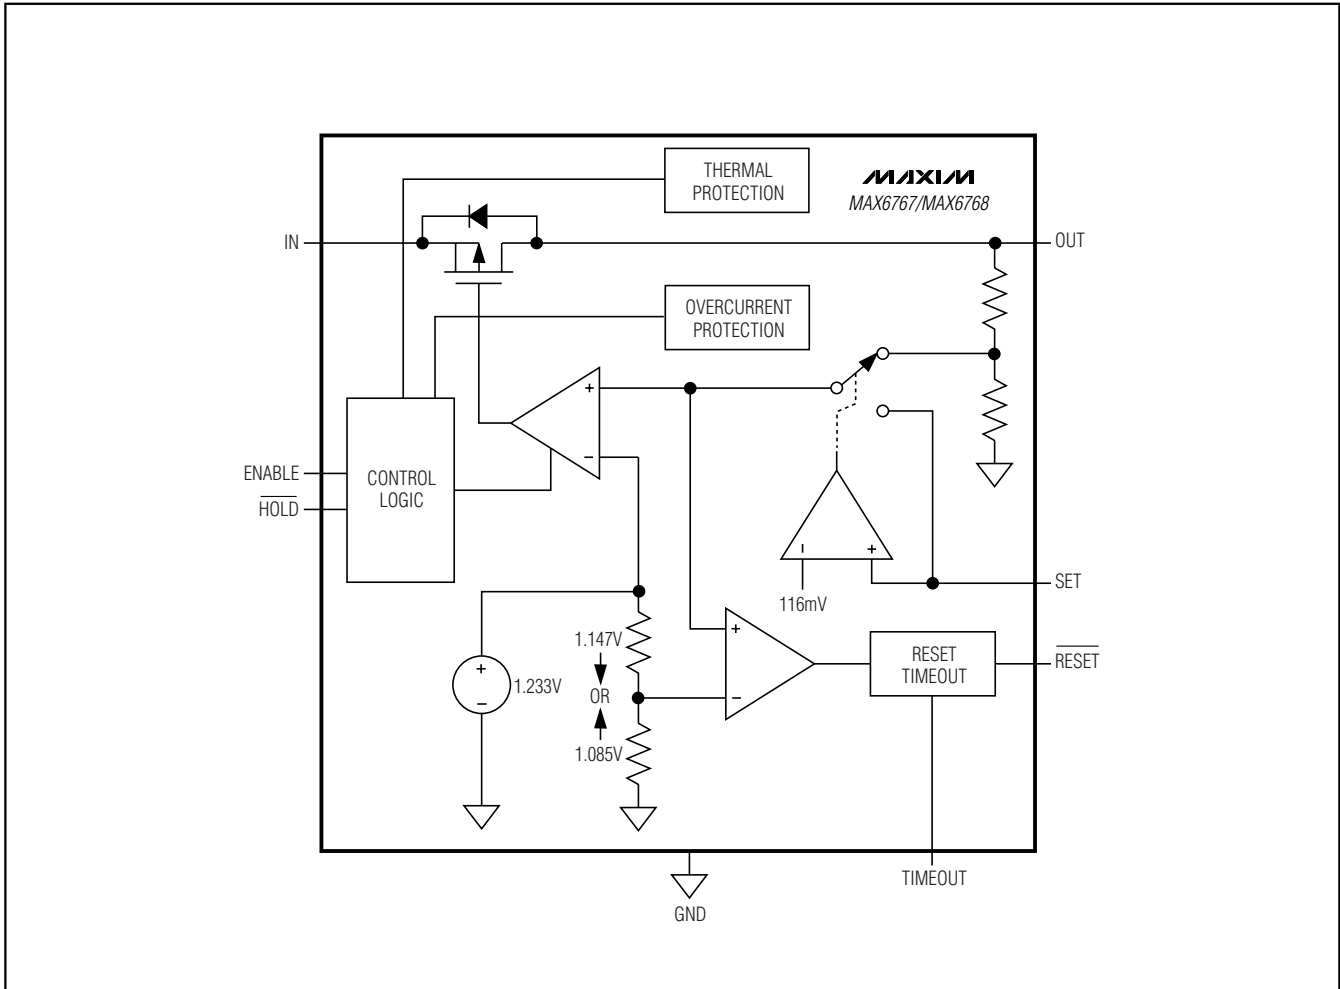 THERMAL
PROTECTION
MAXIM
MAX6767/MAX6768
IN
OUT
OVERCURRENT
PROTECTION
+
−
ENABLE
HOLD
CONTROL
LOGIC
− +
116mV
SET
1.147V
OR
1.085V
+
−
1.233V
+
−
RESET
TIMEOUT
RESET
TIMEOUT
GND